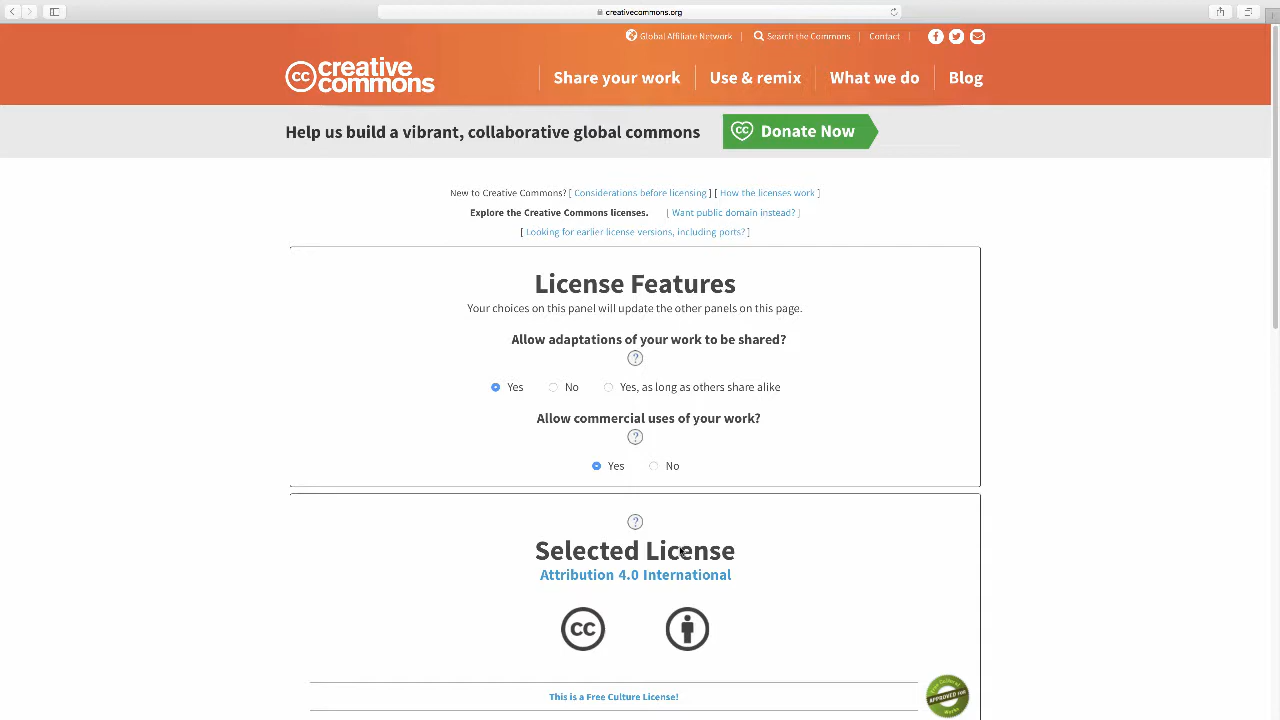 creativecommons.org
Global Affiliate Network
Search the Commons
Contact
cc creative commons
Share your work
Use & remix
What we do
Blog
Help us build a vibrant, collaborative global commons
CC Donate Now
New to Creative Commons? [ Considerations before licensing ] [ How the licenses work ]
Explore the Creative Commons licenses. [ Want public domain instead? ]
[ Looking for earlier license versions, including ports? ]
License Features
Your choices on this panel will update the other panels on this page.
Allow adaptations of your work to be shared?
?
Yes No Yes, as long as others share alike
Allow commercial uses of your work?
?
Yes No
?
Selected License
Attribution 4.0 International
CC
This is a Free Culture License!
APPROVED FOR